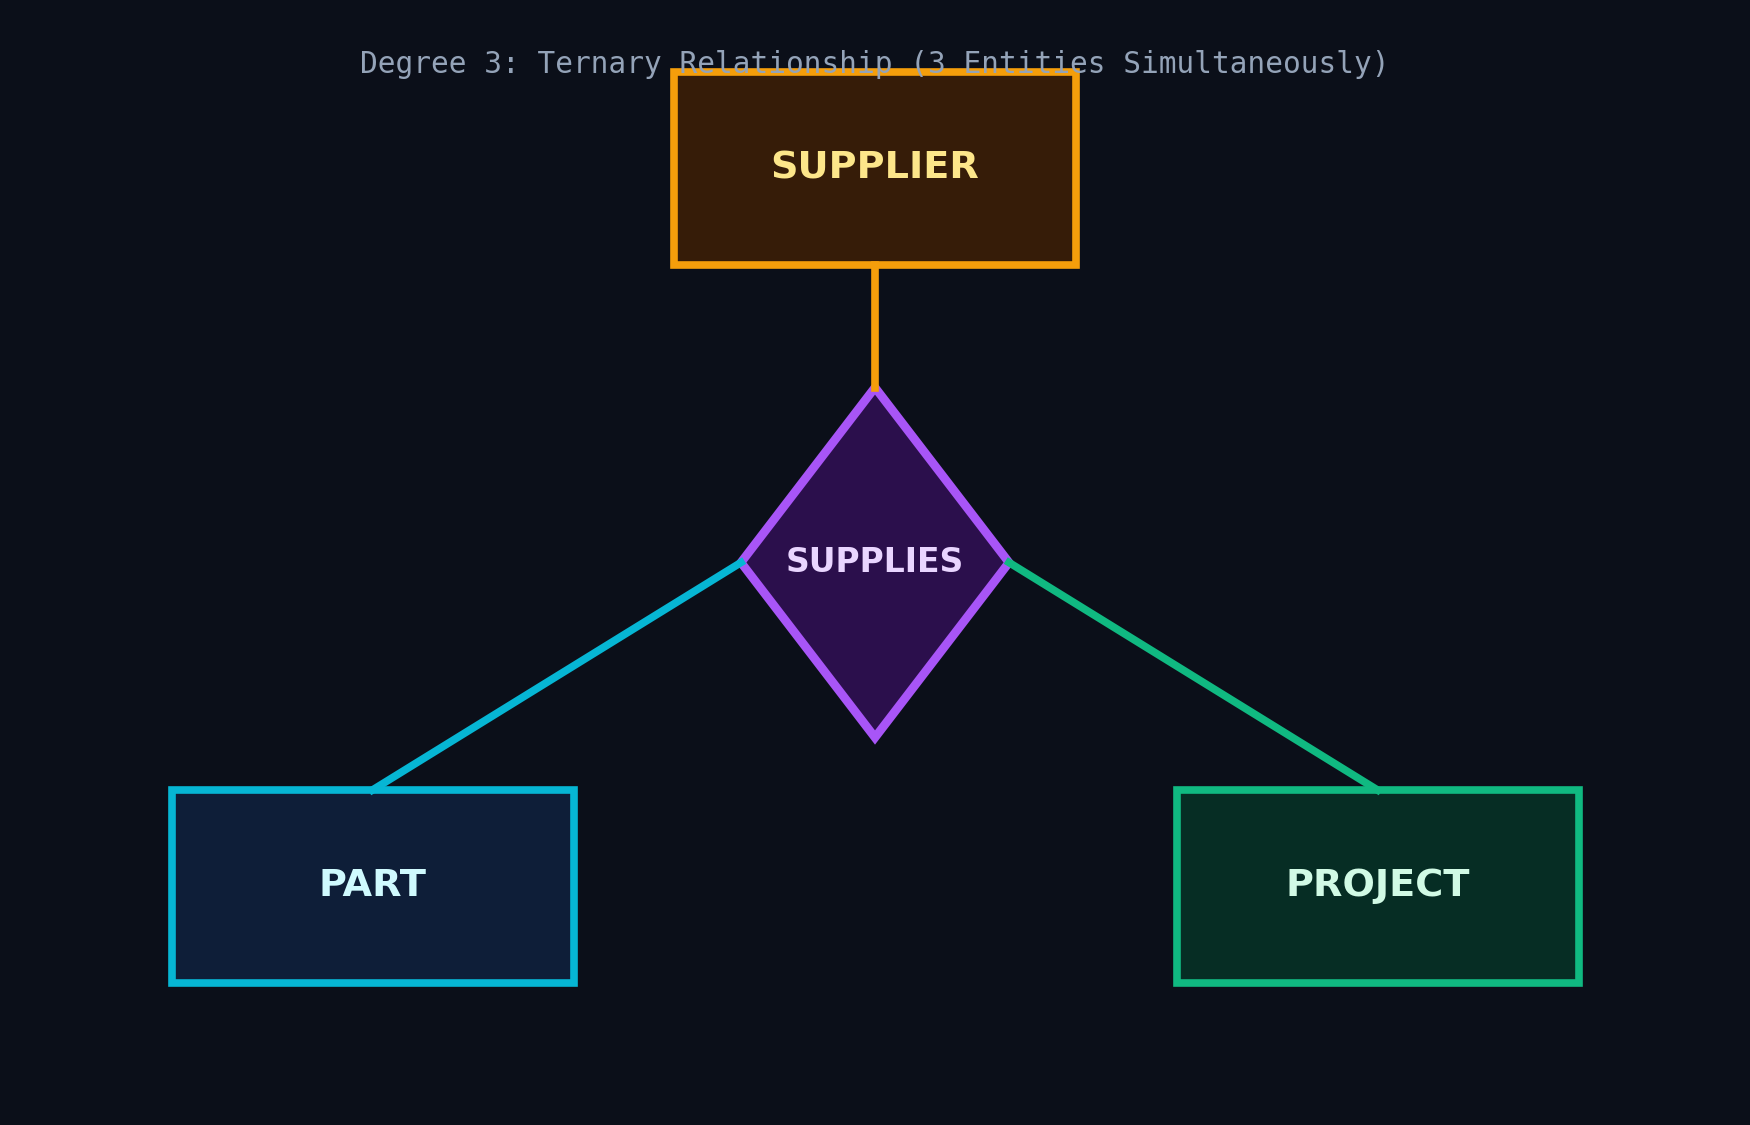 Degree 3: Ternary Relationship (3 Entities Simultaneously)
SUPPLIER
SUPPLIES
PART
PROJECT